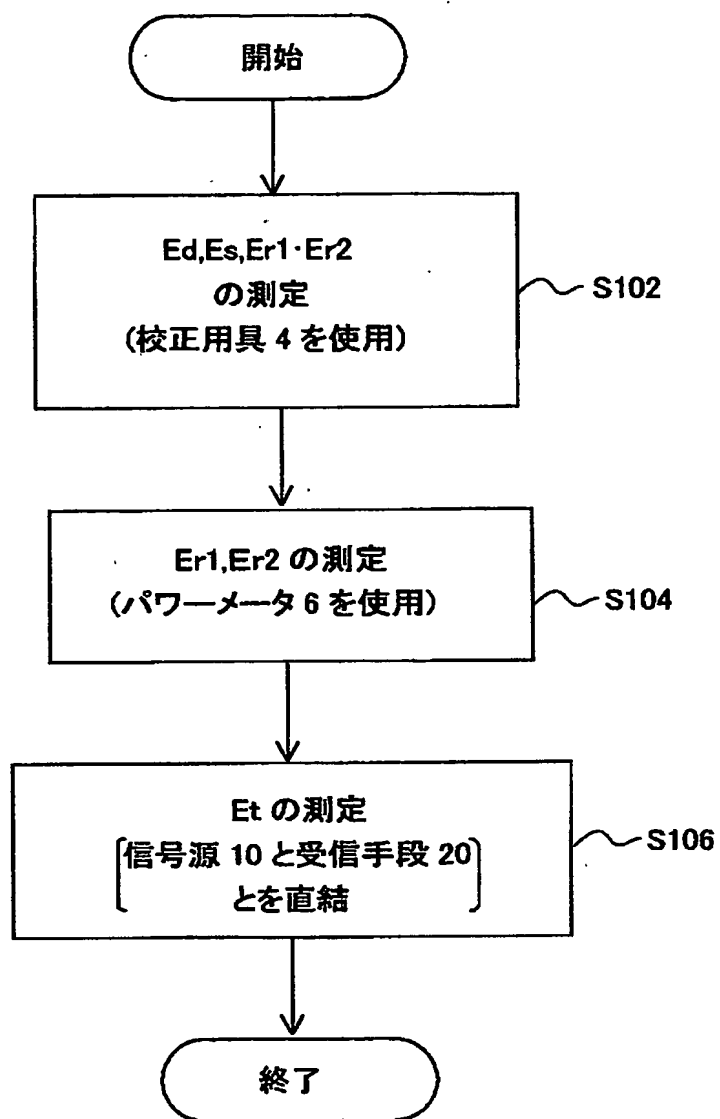 開始
Ed,Es,Er1・Er2
の測定
(校正用具 4 を使用)
S102
Er1,Er2 の測定
(パワーメータ 6 を使用)
S104
Et の測定
信号源 10 と受信手段 20
とを直結
S106
終了